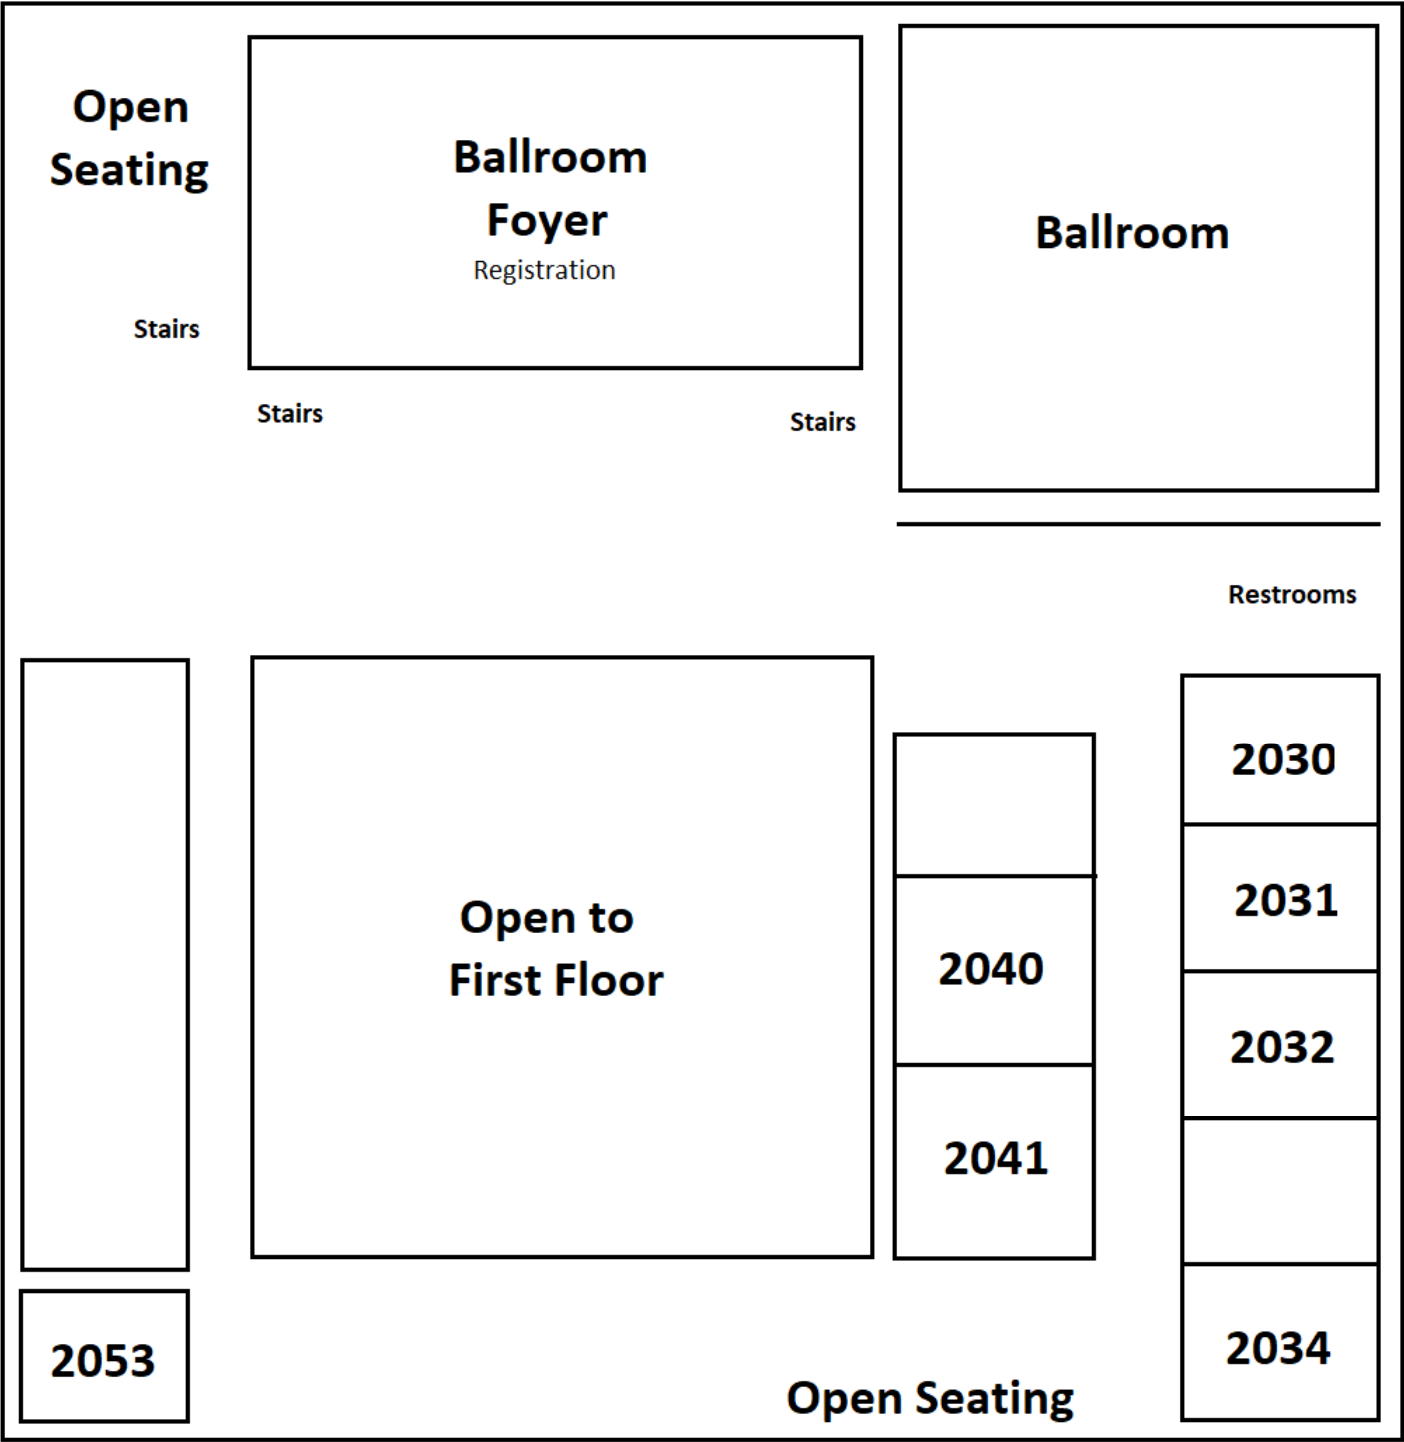 Open
Seating
Ballroom
Foyer
Registration
Ballroom
Stairs
Stairs
Stairs
Restrooms
2030
2031
Open to
First Floor
2040
2032
2041
2034
2053
Open Seating